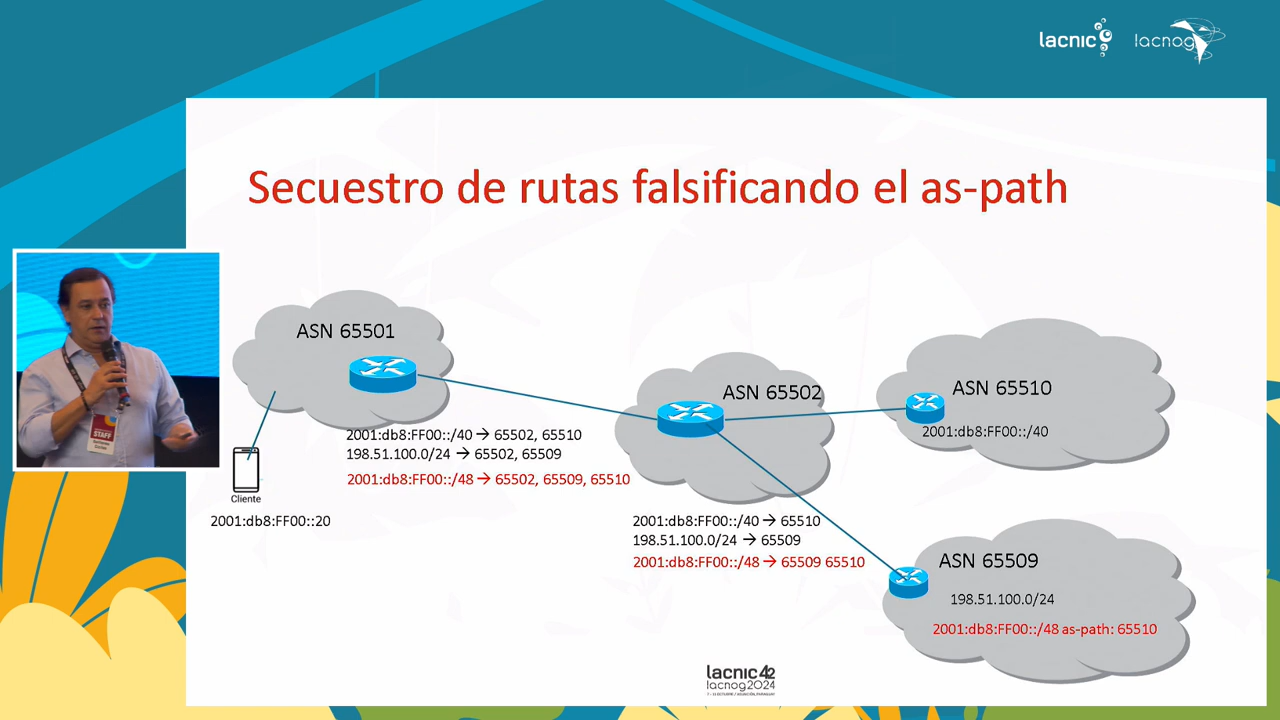 lacnic
lacnog
Secuestro de rutas falsificando el as-path
ASN 65501
ASN 65502
ASN 65510
2001:db8:FF00::/40
2001:db8:FF00::/40 → 65502, 65510
198.51.100.0/24 → 65502, 65509
2001:db8:FF00::/48 → 65502, 65509, 65510
STAFF
Cliente
2001:db8:FF00::20
2001:db8:FF00::/40 → 65510
198.51.100.0/24 → 65509
2001:db8:FF00::/48 → 65509 65510
ASN 65509
198.51.100.0/24
2001:db8:FF00::/48 as-path: 65510
lacnic 42
lacnog2024